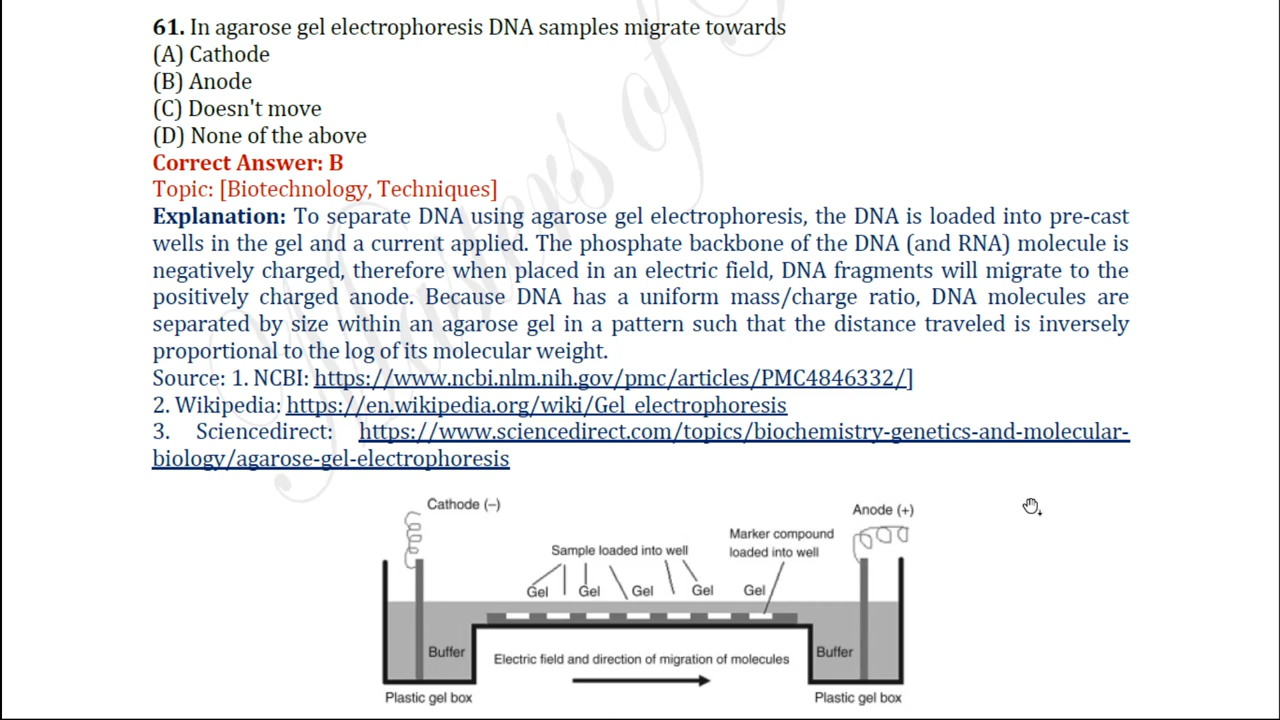 61. In agarose gel electrophoresis DNA samples migrate towards
(A) Cathode
(B) Anode
(C) Doesn't move
(D) None of the above
Correct Answer: B
Topic: [Biotechnology, Techniques]
Explanation: To separate DNA using agarose gel electrophoresis, the DNA is loaded into pre-cast
wells in the gel and a current applied. The phosphate backbone of the DNA (and RNA) molecule is
negatively charged, therefore when placed in an electric field, DNA fragments will migrate to the
positively charged anode. Because DNA has a uniform mass/charge ratio, DNA molecules are
separated by size within an agarose gel in a pattern such that the distance traveled is inversely
proportional to the log of its molecular weight.
Source: 1. NCBI: https://www.ncbi.nlm.nih.gov/pmc/articles/PMC4846332/]
2. Wikipedia: https://en.wikipedia.org/wiki/Gel_electrophoresis
3. Sciencedirect: https://www.sciencedirect.com/topics/biochemistry-genetics-and-molecular-
biology/agarose-gel-electrophoresis
Cathode (–)
Anode (+)
Marker compound
loaded into well
Sample loaded into well
Gel Gel Gel Gel Gel
Buffer
Buffer
Electric field and direction of migration of molecules
Plastic gel box
Plastic gel box
Masters of